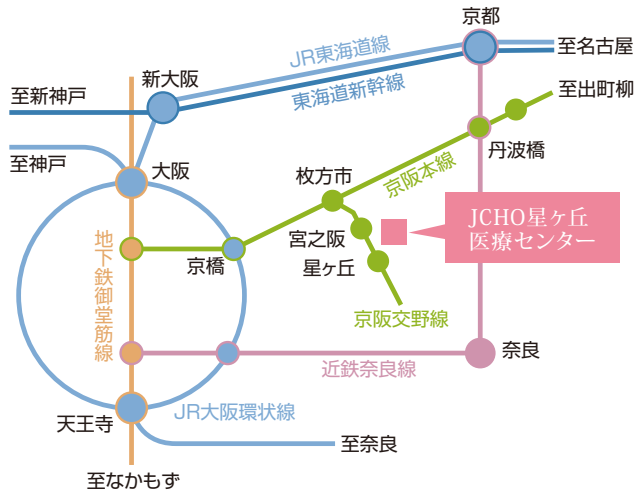 京都
JR東海道線
至名古屋
新大阪
東海道新幹線
至新神戸
至出町柳
至神戸
大阪
丹波橋
枚方市
京阪本線
JCHO星ヶ丘
医療センター
地下鉄御堂筋線
宮之阪
京橋
星ヶ丘
京阪交野線
奈良
近鉄奈良線
JR大阪環状線
天王寺
至奈良
至なかもず